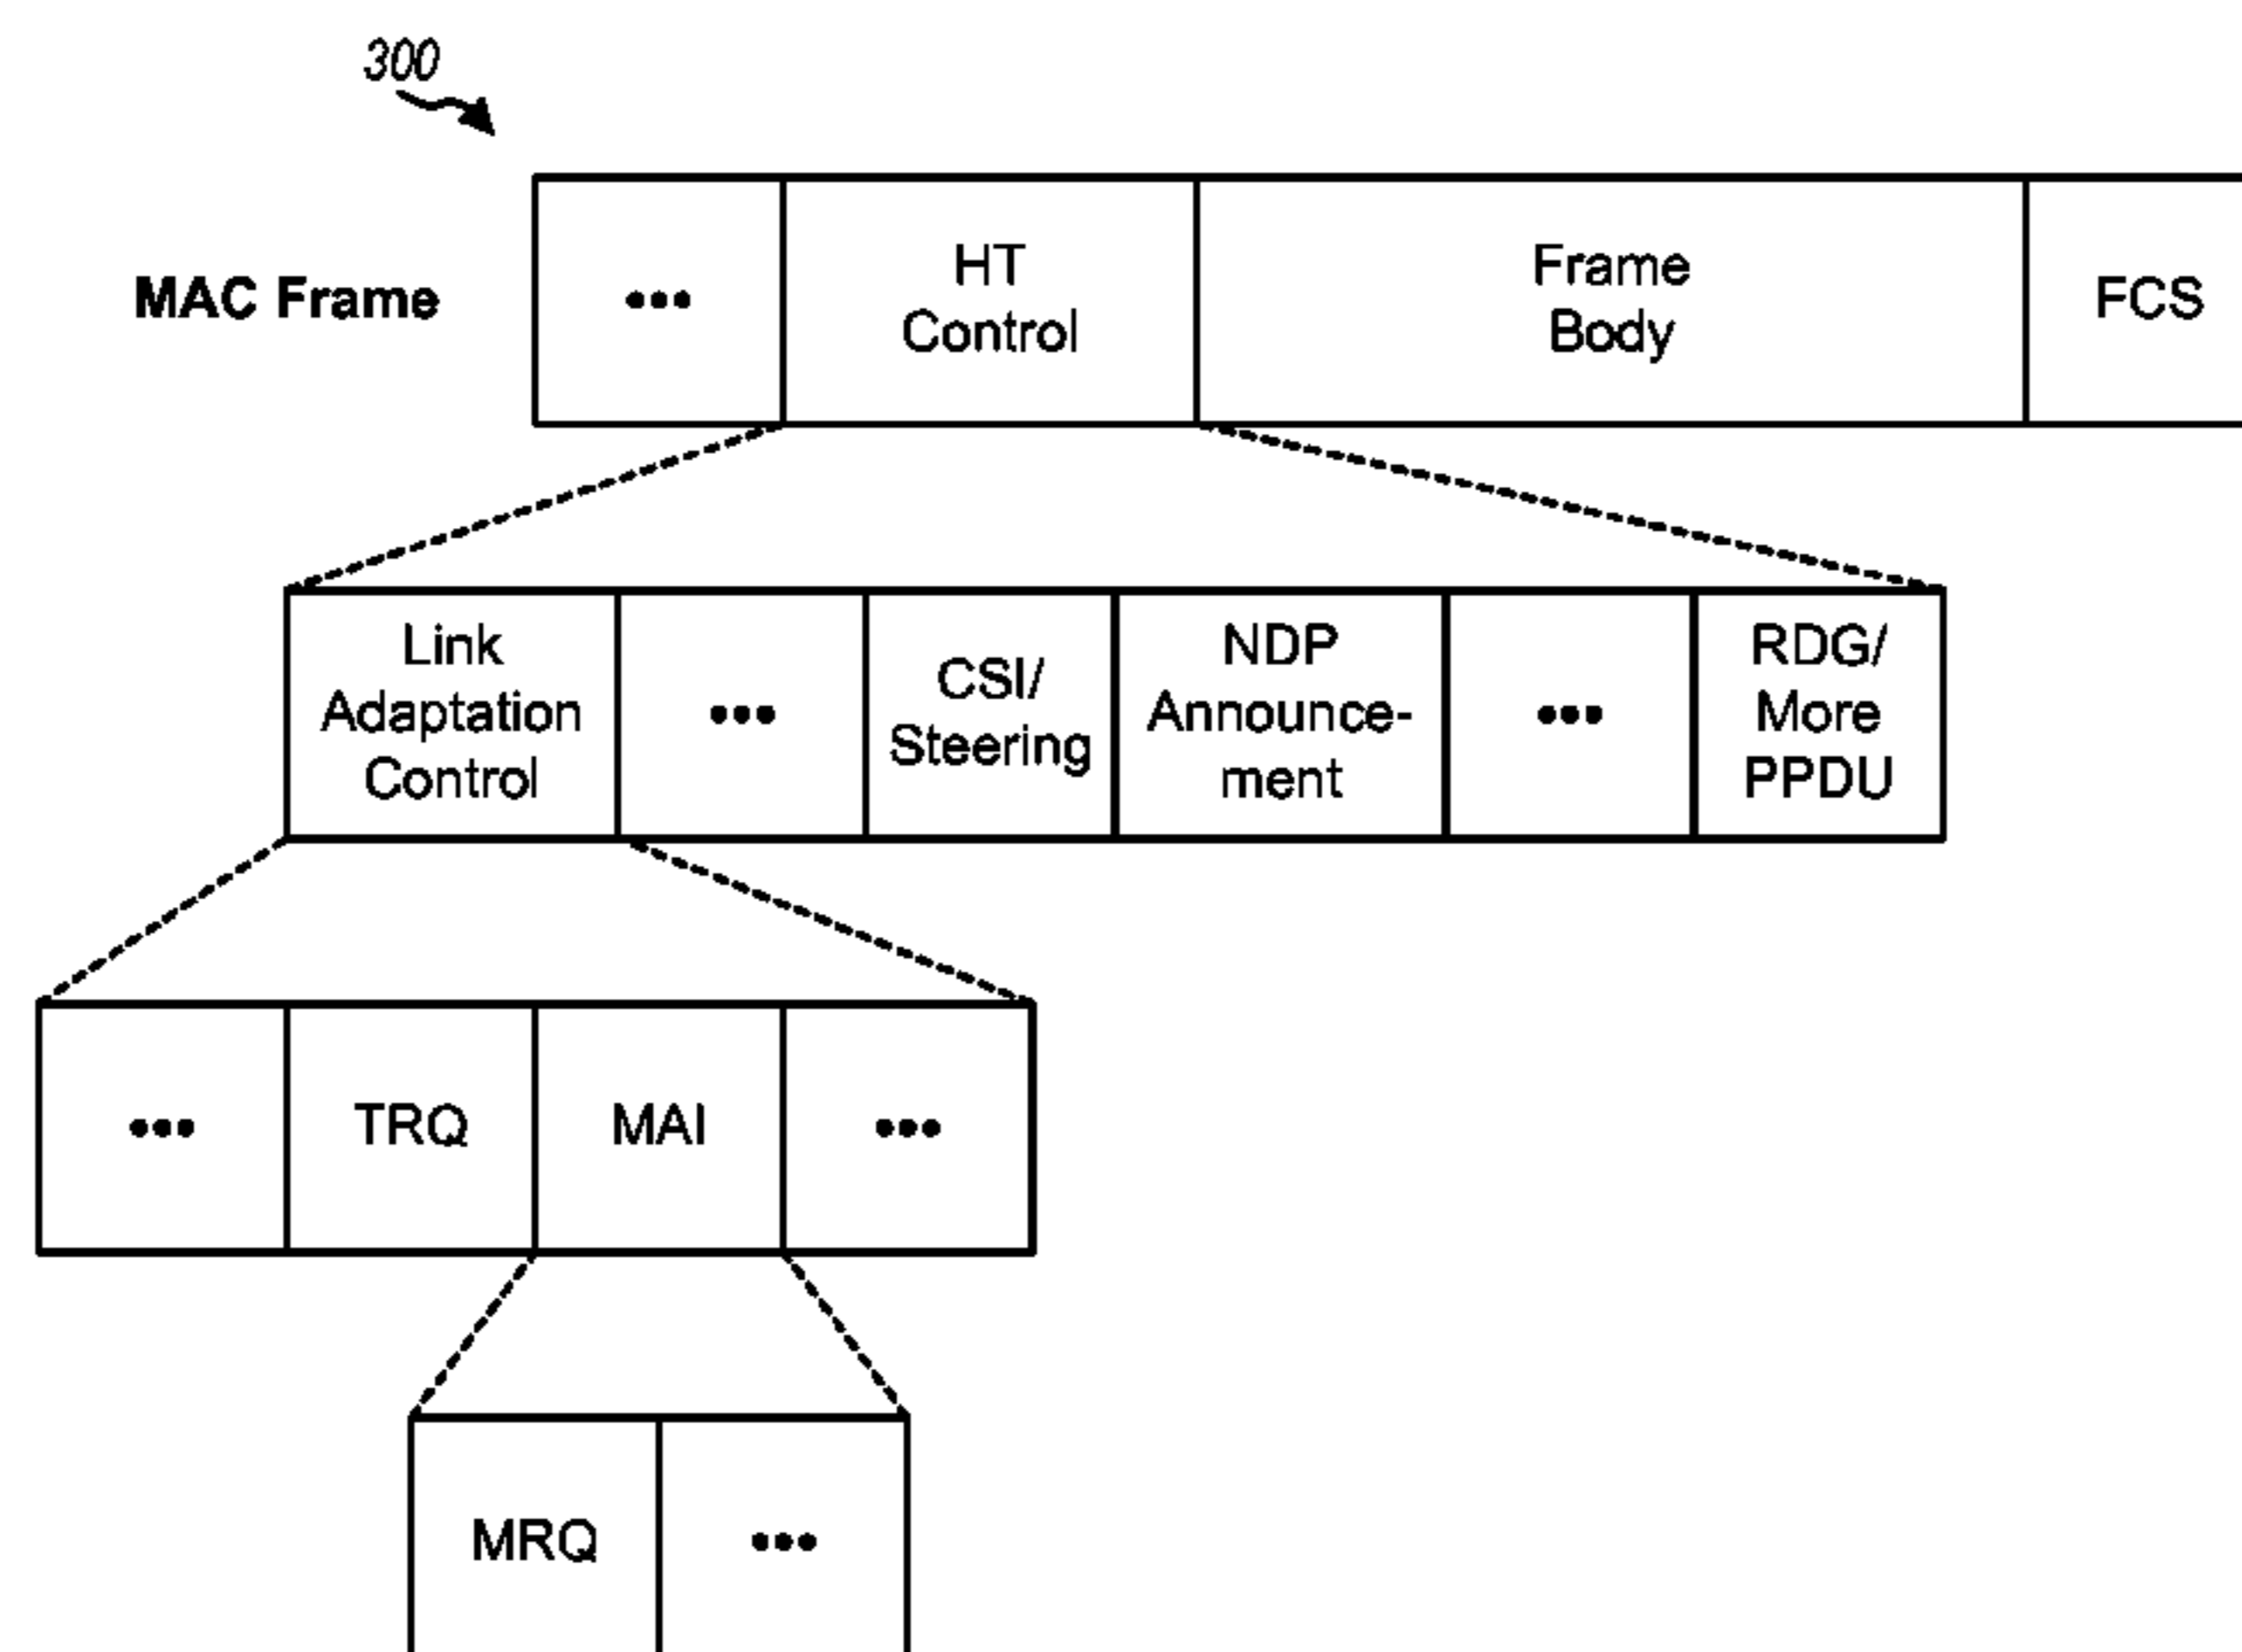 300
MAC Frame
•••
HT
Control
Frame
Body
FCS
Link
Adaptation
Control
•••
CSI/
Steering
NDP
Announce-
ment
•••
RDG/
More
PPDU
•••
TRQ
MAI
•••
MRQ
•••